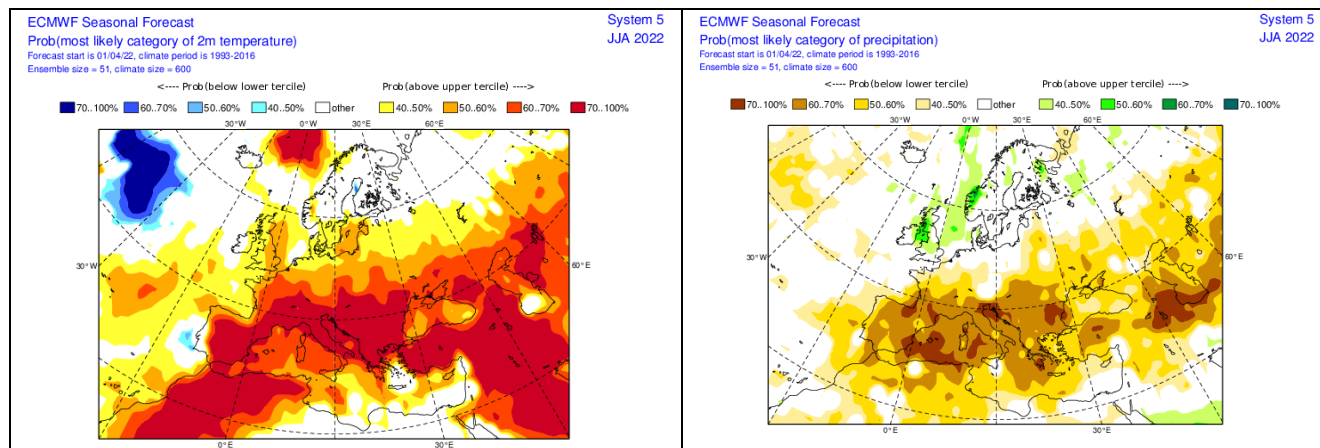 ECMWF Seasonal Forecast System 5
Prob(most likely category of 2m temperature) JJA 2022
Forecast start is 01/04/22, climate period is 1993-2016
Ensemble size = 51, climate size = 600
<---- Prob(below lower tercile) Prob(above upper tercile) ---->
70..100% 60..70% 50..60% 40..50% other 40..50% 50..60% 60..70% 70..100%
30°W 0°W 30°E 60°E
30°W
60°E
0°E 30°E
ECMWF Seasonal Forecast System 5
Prob(most likely category of precipitation) JJA 2022
Forecast start is 01/04/22, climate period is 1993-2016
Ensemble size = 51, climate size = 600
<---- Prob(below lower tercile) Prob(above upper tercile) ---->
70..100% 60..70% 50..60% 40..50% other 40..50% 50..60% 60..70% 70..100%
30°W 0°W 30°E 60°E
30°W
60°E
0°E 30°E